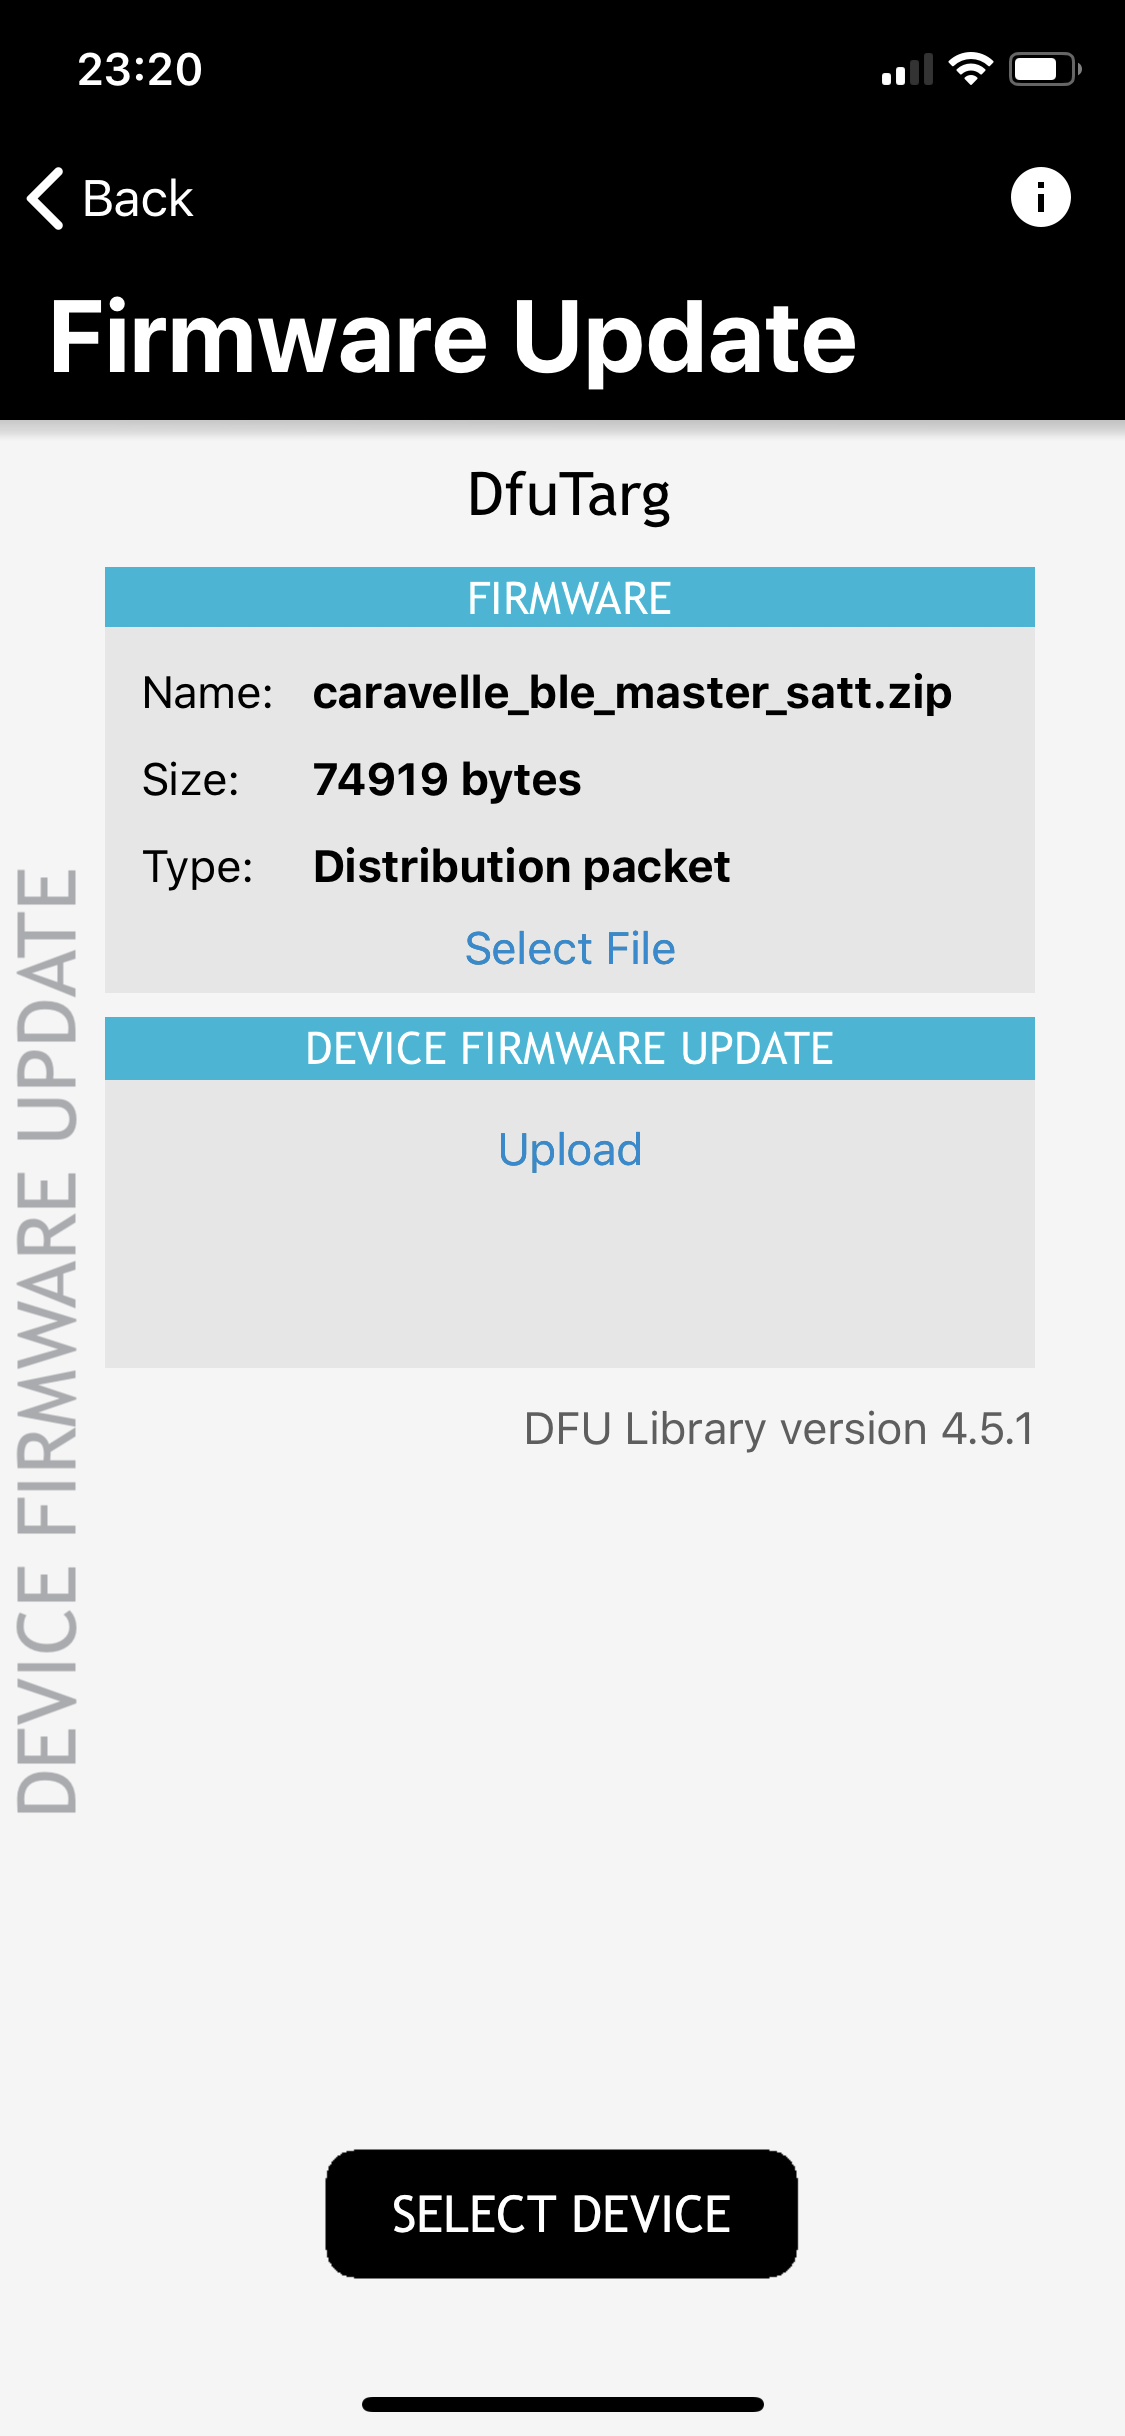 23:20
Back
Firmware Update
DfuTarg
FIRMWARE
Name: caravelle_ble_master_satt.zip
Size: 74919 bytes
Type: Distribution packet
Select File
DEVICE FIRMWARE UPDATE
Upload
DFU Library version 4.5.1
DEVICE FIRMWARE UPDATE
SELECT DEVICE